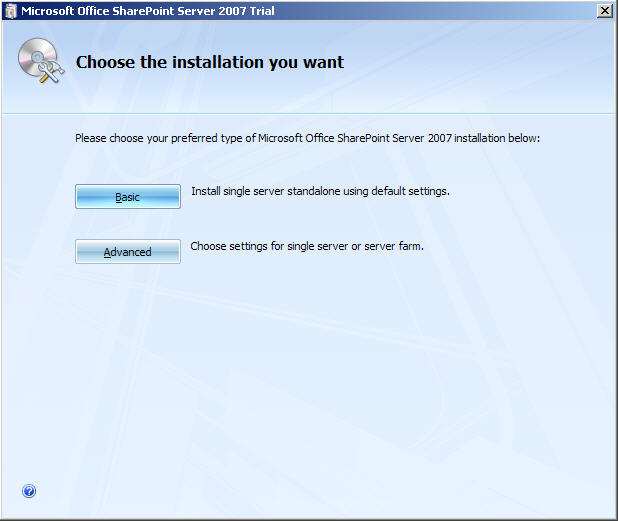 Microsoft Office SharePoint Server 2007 Trial
Choose the installation you want
Please choose your preferred type of Microsoft Office SharePoint Server 2007 installation below:
Basic
Install single server standalone using default settings.
Advanced
Choose settings for single server or server farm.
?